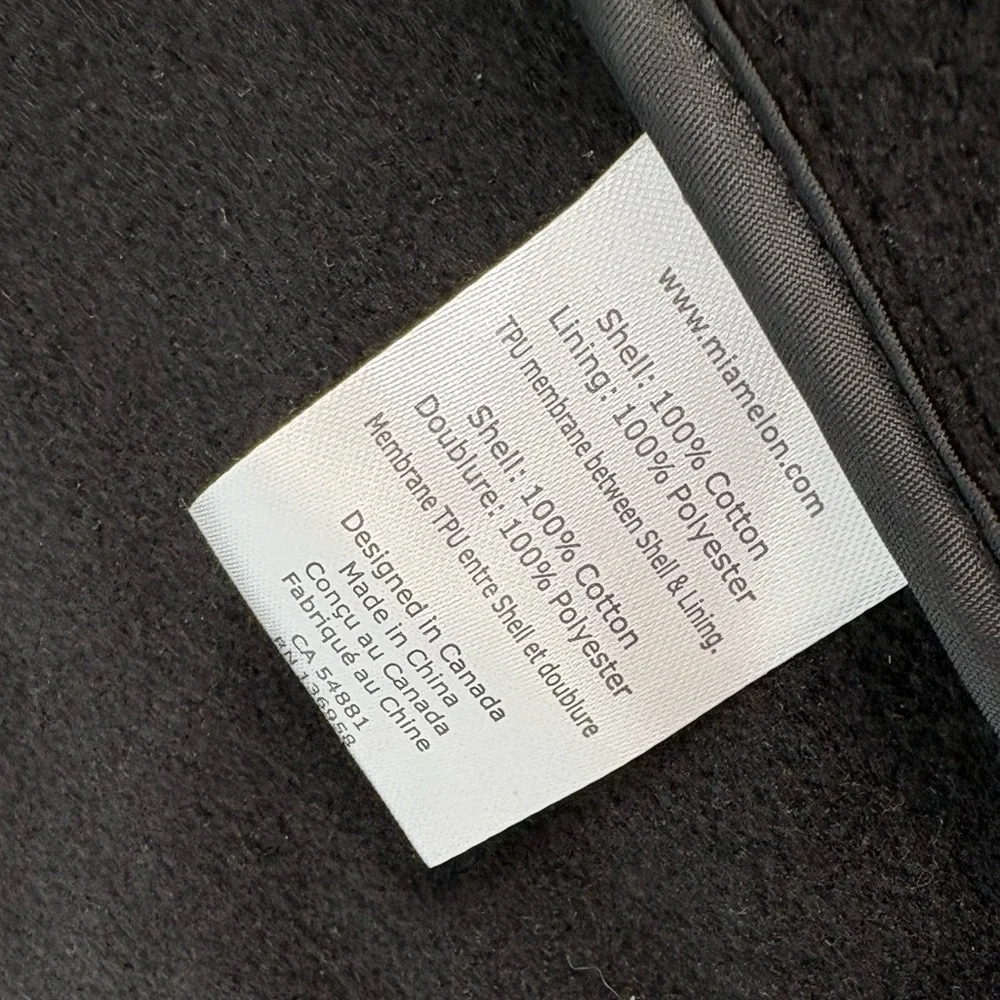 www.miamelon.com
Shell: 100% Cotton
Lining: 100% Polyester
TPU membrane between Shell & Lining.
Shell: 100% Cotton
Doublure: 100% Polyester
Membrane TPU entre Shell et doublure
Designed in Canada
Made in China
Conçu au Canada
Fabriqué au Chine
CA 54881
RN 136958